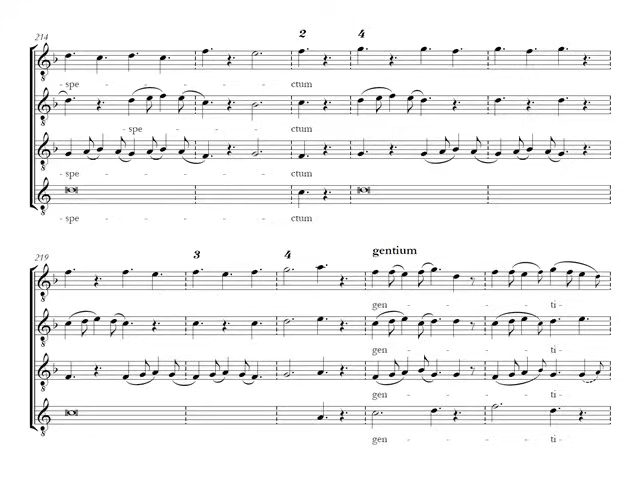 2 4
214
- spe - - - - - - - ctum
- - - spe - - - - - ctum
- spe - - - - - - - ctum
- spe - - - - - - - ctum
3 4 gentium
219
gen - - - - ti-
gen - - - - ti-
gen - - - - ti-
gen - - - - ti-